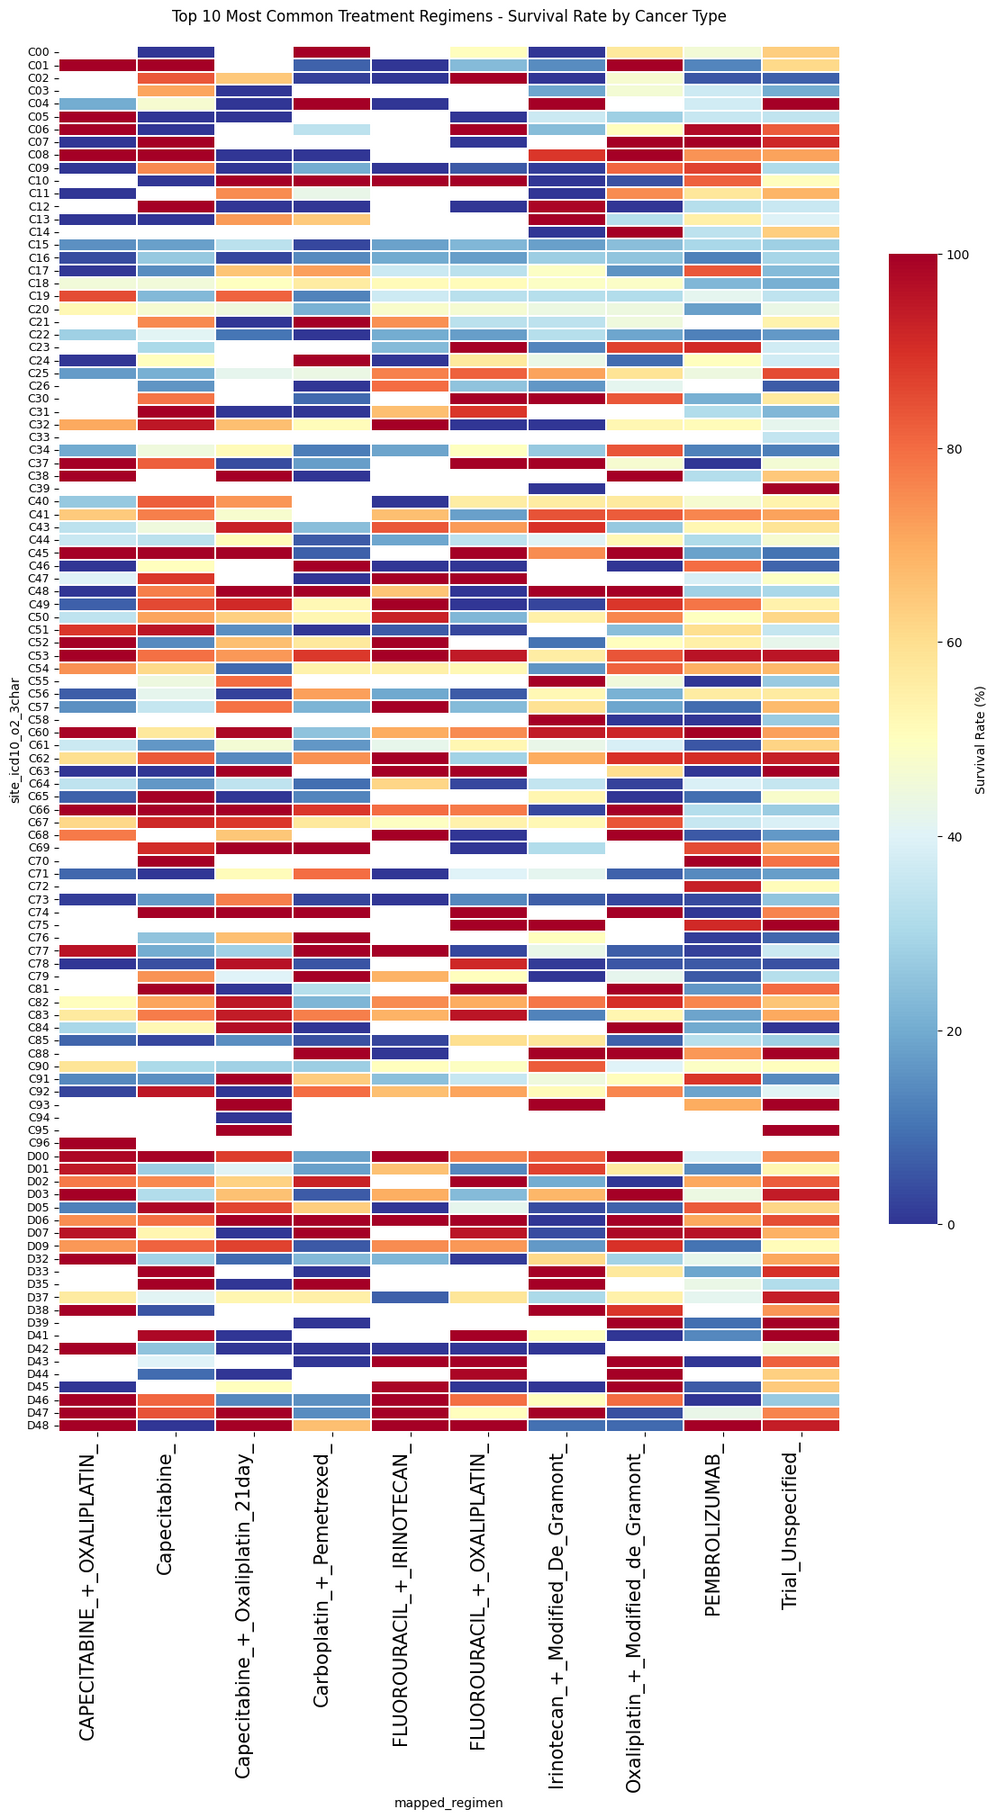 Top 10 Most Common Treatment Regimens - Survival Rate by Cancer Type
site_icd10_o2_3char
C00
C01
C02
C03
C04
C05
C06
C07
C08
C09
C10
C11
C12
C13
C14
C15
C16
C17
C18
C19
C20
C21
C22
C23
C24
C25
C26
C30
C31
C32
C33
C34
C37
C38
C39
C40
C41
C43
C44
C45
C46
C47
C48
C49
C50
C51
C52
C53
C54
C55
C56
C57
C58
C60
C61
C62
C63
C64
C65
C66
C67
C68
C69
C70
C71
C72
C73
C74
C75
C76
C77
C78
C79
C81
C82
C83
C84
C85
C88
C90
C91
C92
C93
C94
C95
C96
D00
D01
D02
D03
D05
D06
D07
D09
D32
D33
D35
D37
D38
D39
D41
D42
D43
D44
D45
D46
D47
D48
CAPECITABINE_+_OXALIPLATIN_
Capecitabine_
Capecitabine_+_Oxaliplatin_21day_
Carboplatin_+_Pemetrexed_
FLUOROURACIL_+_IRINOTECAN_
FLUOROURACIL_+_OXALIPLATIN_
Irinotecan_+_Modified_De_Gramont_
Oxaliplatin_+_Modified_de_Gramont_
PEMBROLIZUMAB_
Trial_Unspecified_
mapped_regimen
100
80
60
40
20
0
Survival Rate (%)